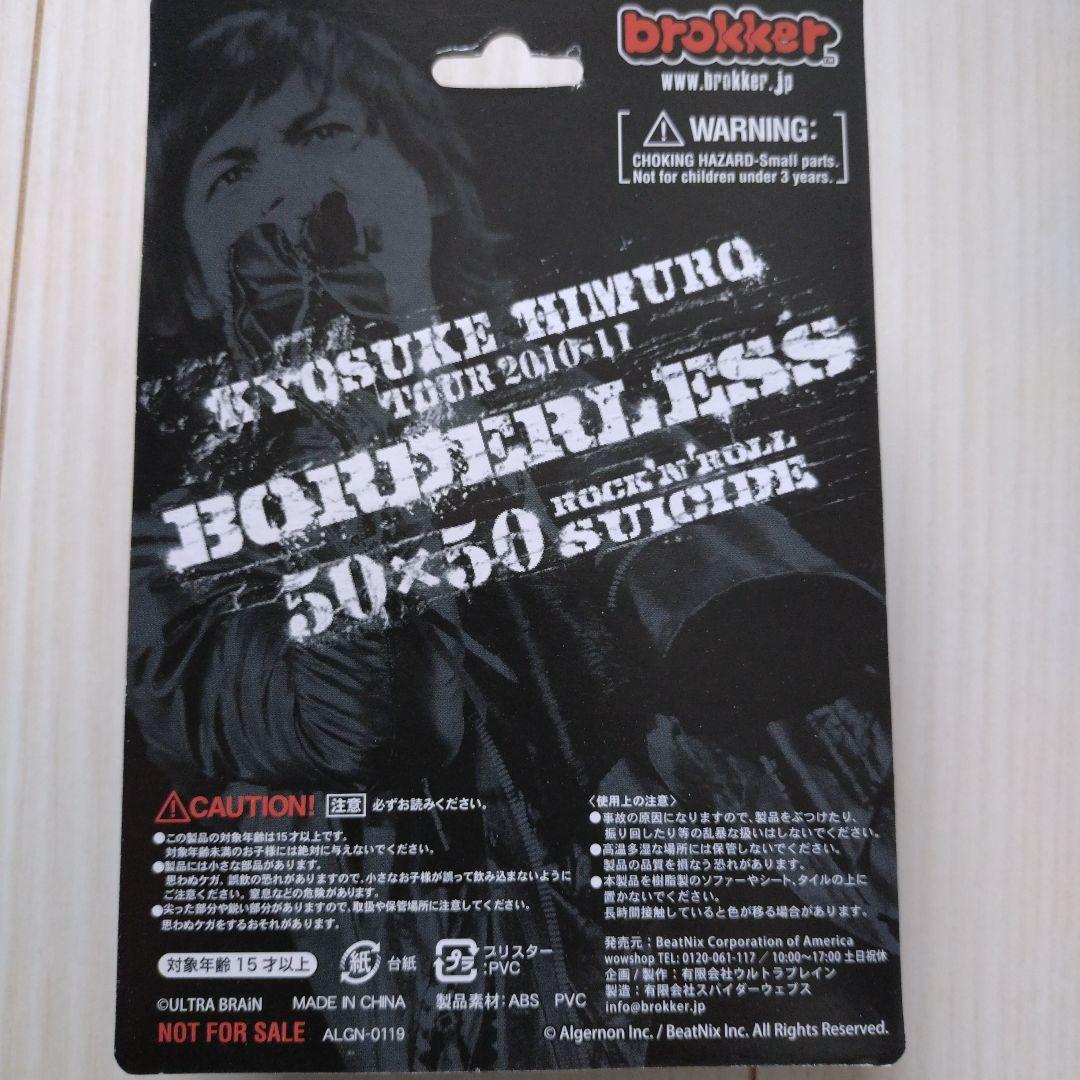 brokker
TM
www.brokker.jp
WARNING:
CHOKING HAZARD-Small parts.
Not for children under 3 years.
KYOSUKE HIMURO
TOUR 2010-11
BORDERLESS
50×50 ROCK'N'ROLL SUICIDE
CAUTION! 注意 必ずお読みください。
●この製品の対象年齢は15才以上です。
対象年齢未満のお子様には絶対に与えないでください。
●製品には小さな部品があります。
思わぬケガ、誤飲の恐れがありますので、小さなお子様が誤って飲み込まないように
ご注意ください。窒息などの危険があります。
●尖った部分や鋭い部分がありますので、取扱や保管場所に注意してください。
思わぬケガをするおそれがあります。
対象年齢15才以上
紙 台紙
プラ ブリスター
:PVC
©ULTRA BRAiN MADE IN CHINA 製品素材:ABS PVC
NOT FOR SALE ALGN-0119
〈使用上の注意〉
●事故の原因になりますので、製品をぶつけたり、
振り回したり等の乱暴な扱いはしないでください。
●高温多湿な場所には保管しないでください。
製品の品質を損なう恐れがあります。
●本製品を樹脂製のソファーやシート、タイルの上に
置かないでください。
長時間接触していると色が移る場合があります。
発売元：BeatNix Corporation of America
wowshop TEL: 0120-061-117／10:00〜17:00 土日祝休
企画/製作：有限会社ウルトラブレイン
製造：有限会社スパイダーウェブス
info@brokker.jp
© Algernon Inc. / BeatNix Inc. All Rights Reserved.